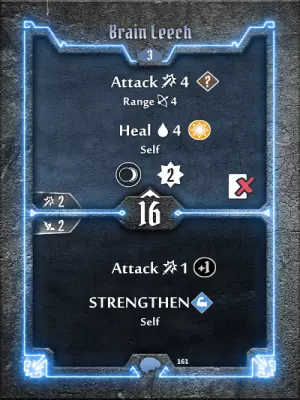 Brain Leech
3
Attack 4 ?
Range 4
Heal 4
Self
2
2
16
2
Attack 1 +1
STRENGTHEN
Self
161